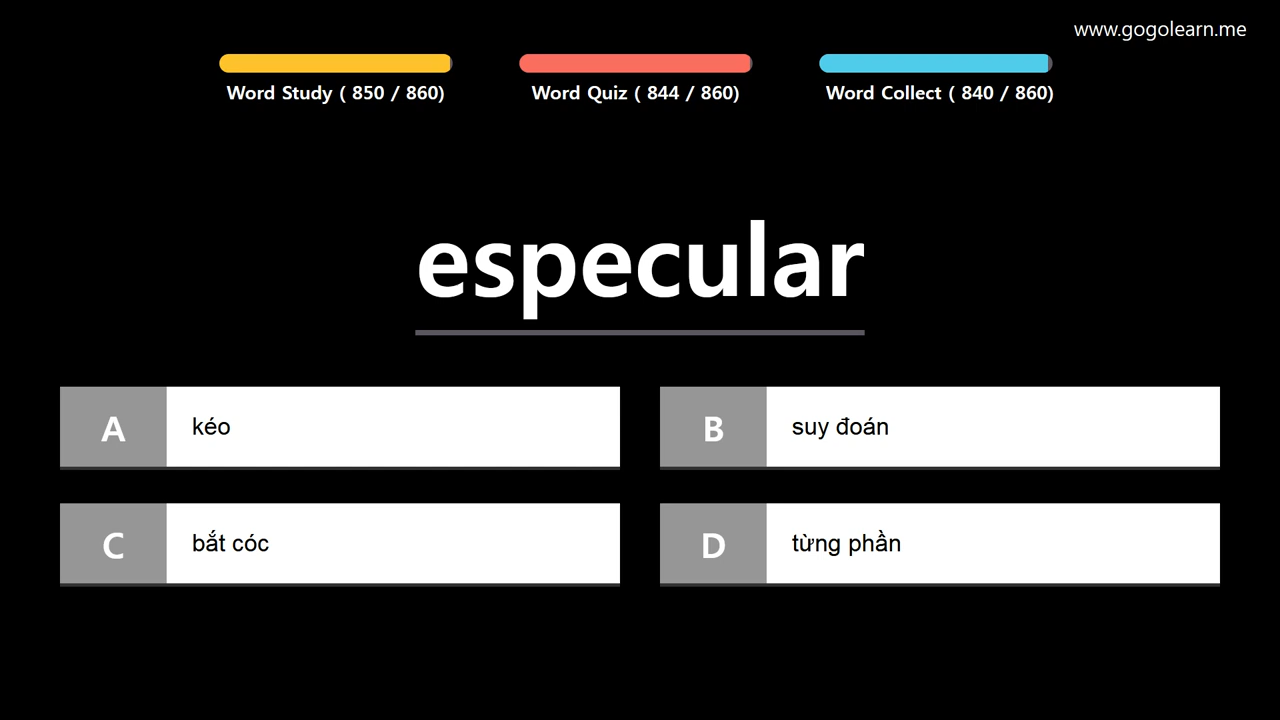 www.gogolearn.me
Word Study ( 850 / 860)
Word Quiz ( 844 / 860)
Word Collect ( 840 / 860)
especular
A kéo
B suy đoán
C bắt cóc
D từng phần